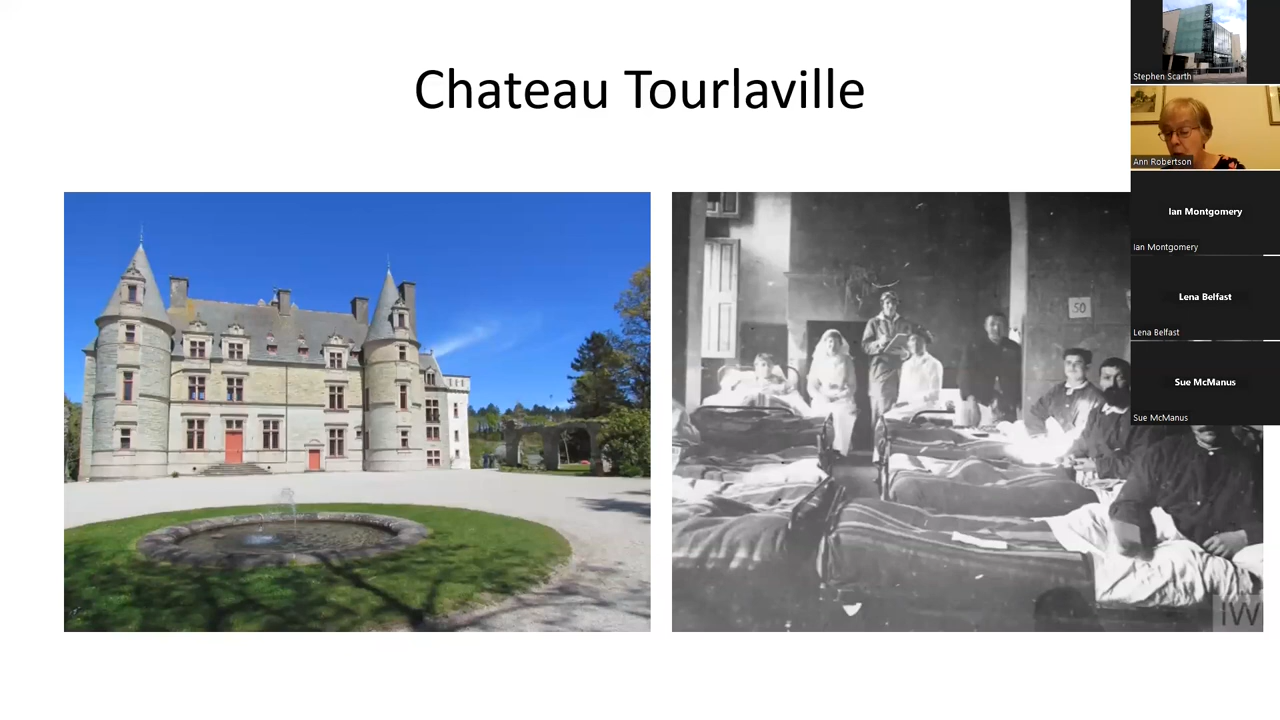 Chateau Tourlaville
50
IW
Stephen Scarth
Ann Robertson
Ian Montgomery
Ian Montgomery
Lena Belfast
Lena Belfast
Sue McManus
Sue McManus